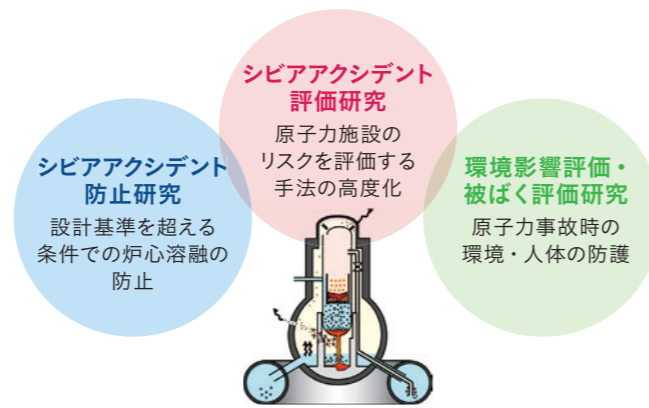 シビアアクシデント
評価研究
原子力施設の
リスクを評価する
手法の高度化
シビアアクシデント
防止研究
設計基準を超える
条件での炉心溶融の
防止
環境影響評価・
被ばく評価研究
原子力事故時の
環境・人体の防護